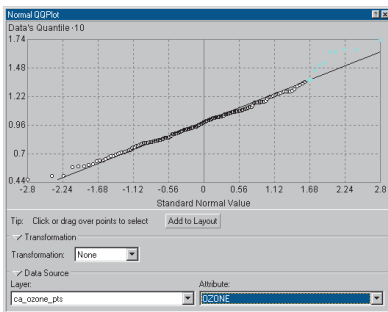 Normal QQPlot
Data's Quantile·10
1.74
1.48
1.22
0.96
0.7
0.44
-2.8 -2.24 -1.68 -1.12 -0.56 0 0.56 1.12 1.68 2.24 2.8
Standard Normal Value
Tip: Click or drag over points to select Add to Layout
Transformation
Transformation: None
Data Source
Layer: Attribute:
ca_ozone_pts OZONE